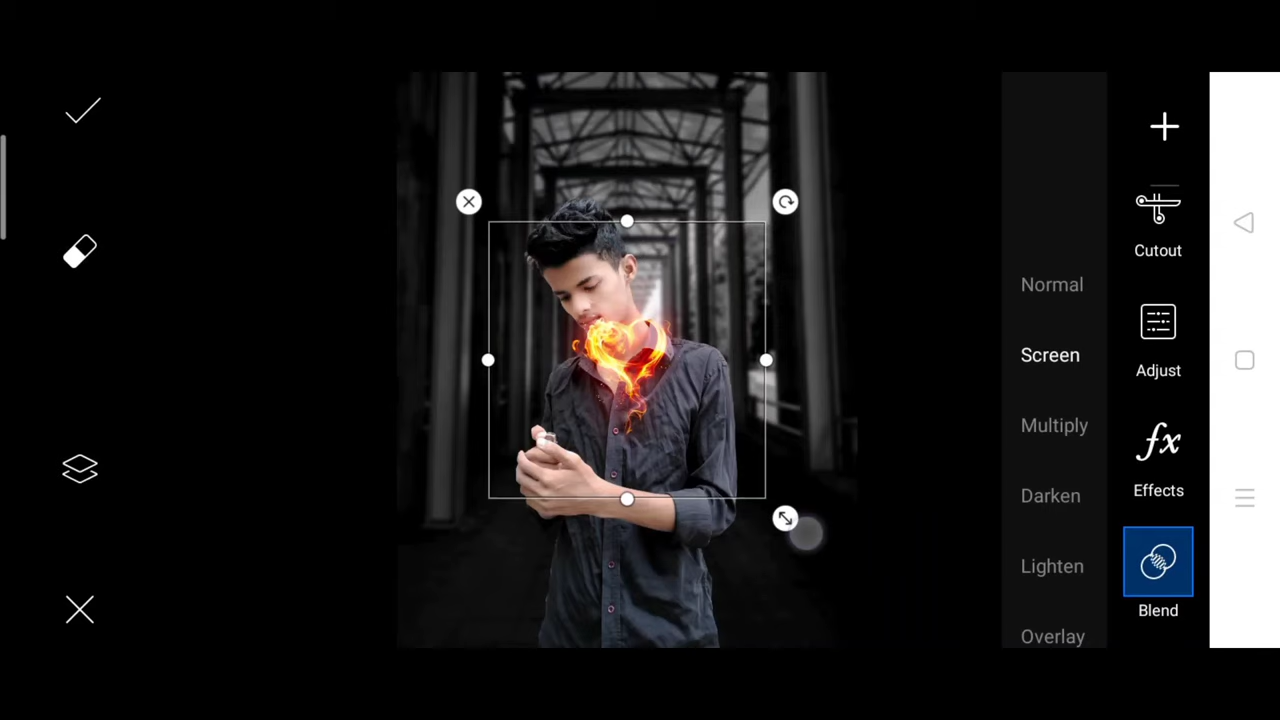 Normal
Screen
Multiply
Darken
Lighten
Overlay
Cutout
Adjust
fx
Effects
Blend